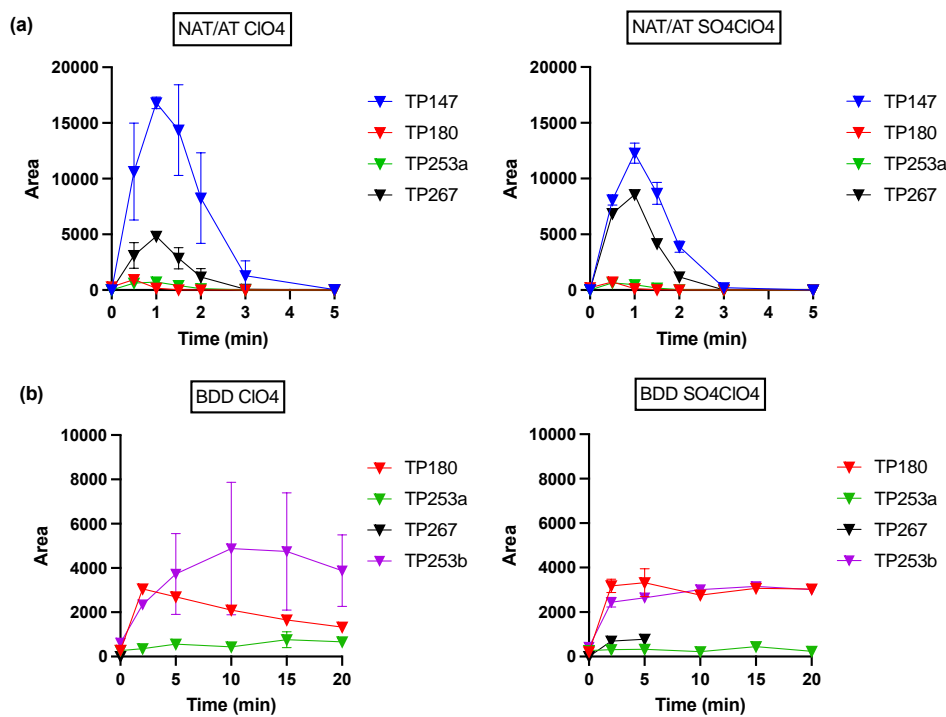 (a)
NAT/AT ClO4
20000
15000
10000
5000
0
Area
0 1 2 3 4 5
Time (min)
TP147
TP180
TP253a
TP267
NAT/AT SO4ClO4
20000
15000
10000
5000
0
Area
0 1 2 3 4 5
Time (min)
TP147
TP180
TP253a
TP267
(b)
BDD ClO4
10000
8000
6000
4000
2000
0
Area
0 5 10 15 20
Time (min)
TP180
TP253a
TP267
TP253b
BDD SO4ClO4
10000
8000
6000
4000
2000
0
Area
0 5 10 15 20
Time (min)
TP180
TP253a
TP267
TP253b